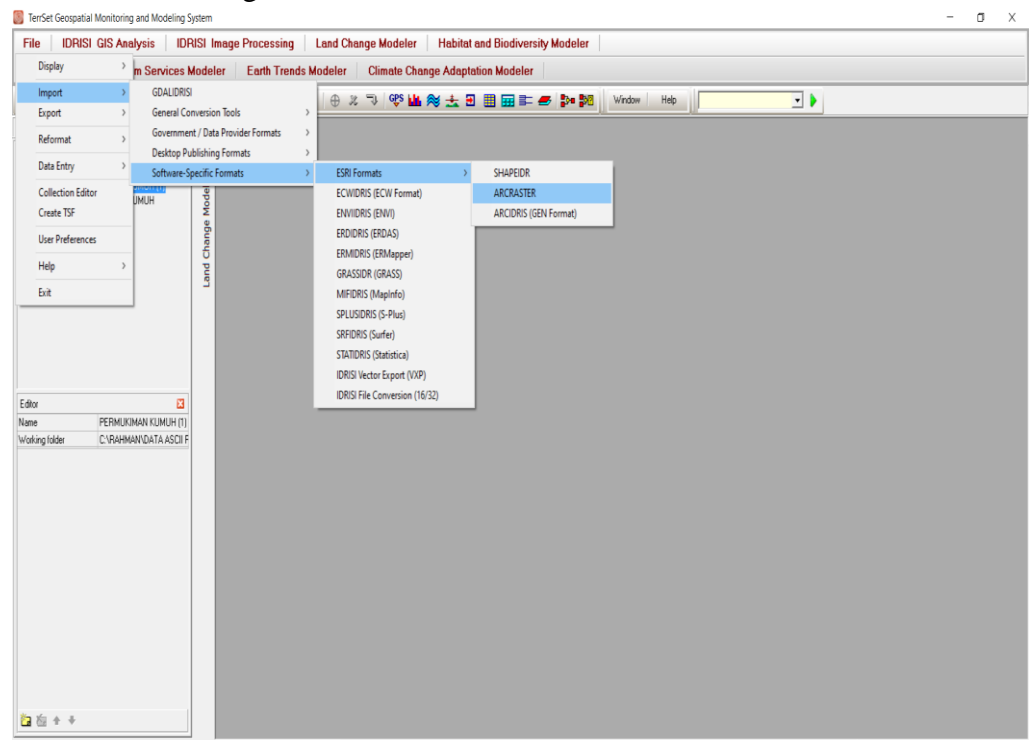 TerrSet Geospatial Monitoring and Modeling System
File IDRISI GIS Analysis IDRISI Image Processing Land Change Modeler Habitat and Biodiversity Modeler
m Services Modeler Earth Trends Modeler Climate Change Adaptation Modeler
GPS Window Help
Display
Import
Export
Reformat
Data Entry
Collection Editor
Create TSF
User Preferences
Help
Exit
GDALIDRISI
General Conversion Tools
Government / Data Provider Formats
Desktop Publishing Formats
Software-Specific Formats
UMUH
Land Change Model
ESRI Formats
ECWIDRIS (ECW Format)
ENVIIDRIS (ENVI)
ERDIDRIS (ERDAS)
ERMIDRIS (ERMapper)
GRASSIDR (GRASS)
MIFIDRIS (MapInfo)
SPLUSIDRIS (S-Plus)
SRFIDRIS (Surfer)
STATIDRIS (Statistica)
IDRISI Vector Export (VXP)
IDRISI File Conversion (16/32)
SHAPEIDR
ARCRASTER
ARCIDRIS (GEN Format)
Editor
Name PERMUKIMAN KUMUH (1)
Working folder C:\RAHMAN\DATA ASCII F